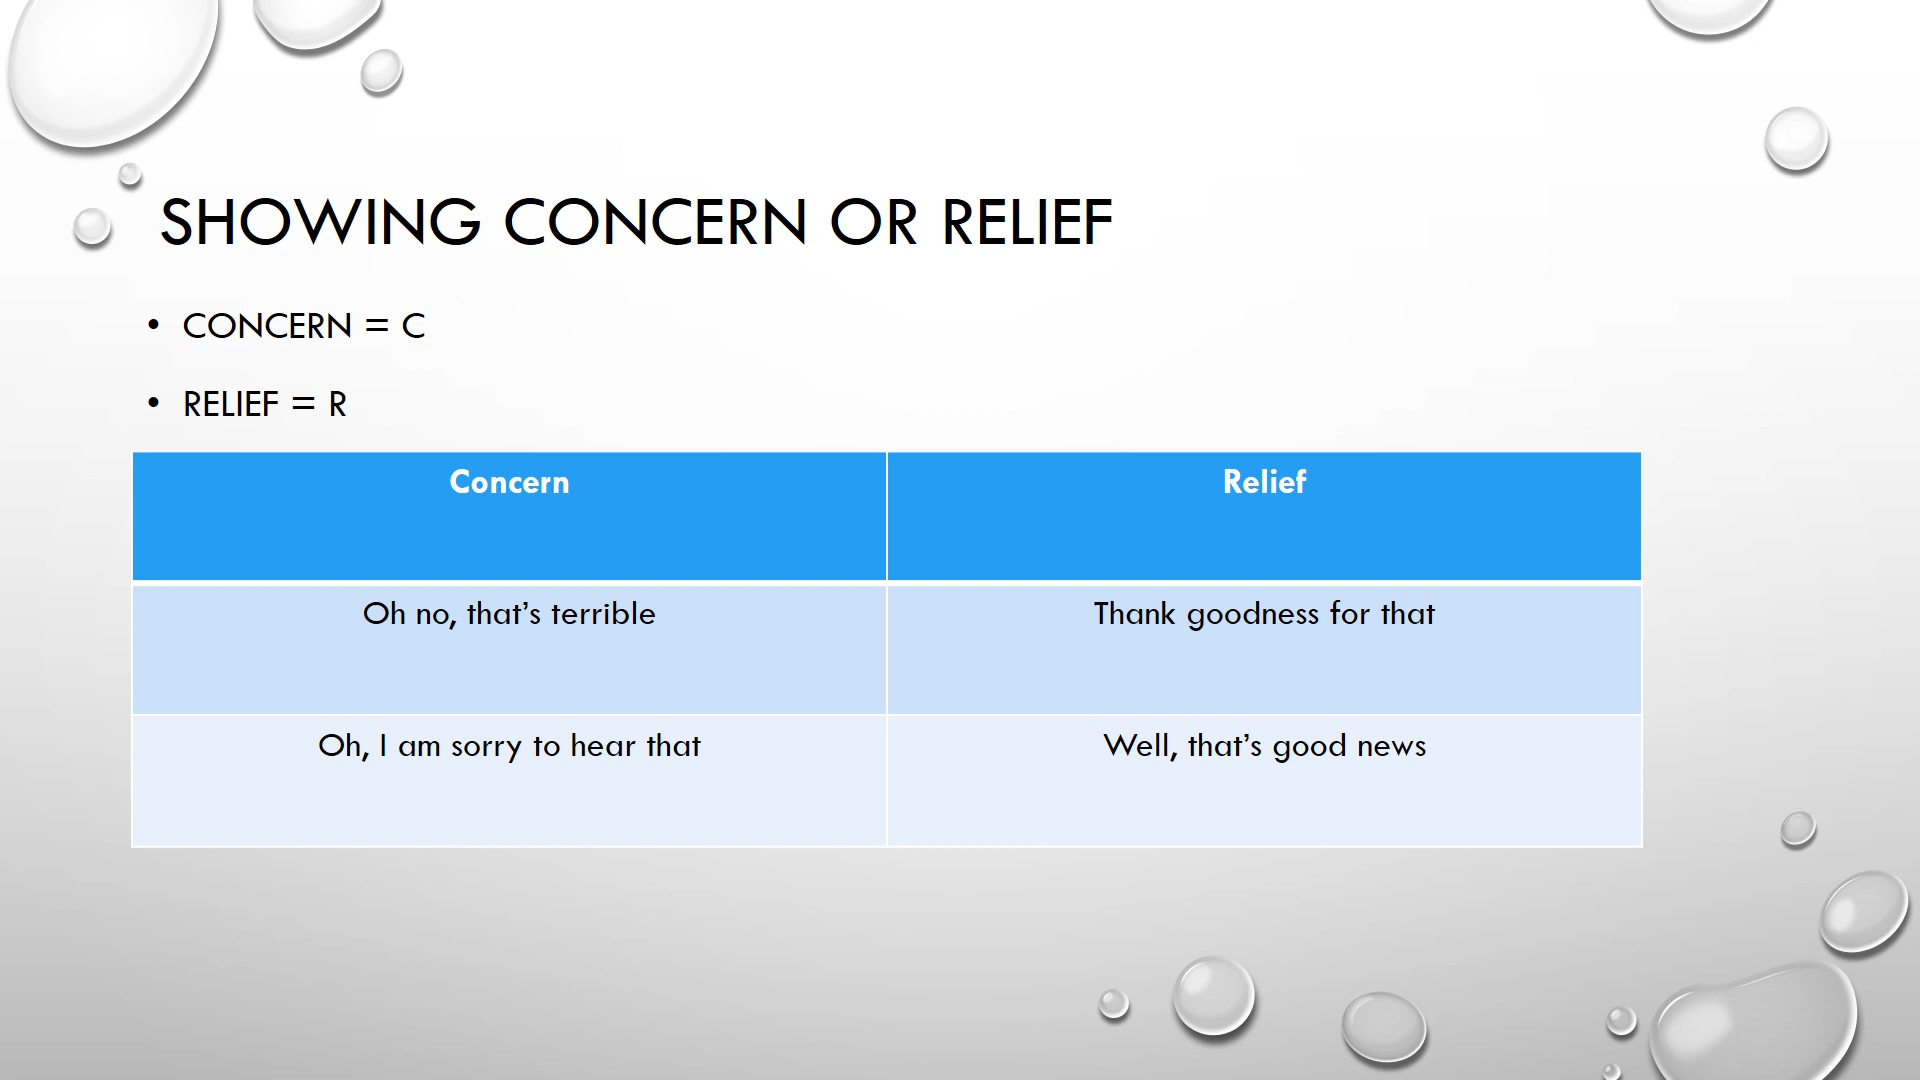 SHOWING CONCERN OR RELIEF
• CONCERN = C
• RELIEF = R
Concern Relief
Oh no, that’s terrible Thank goodness for that
Oh, I am sorry to hear that Well, that’s good news